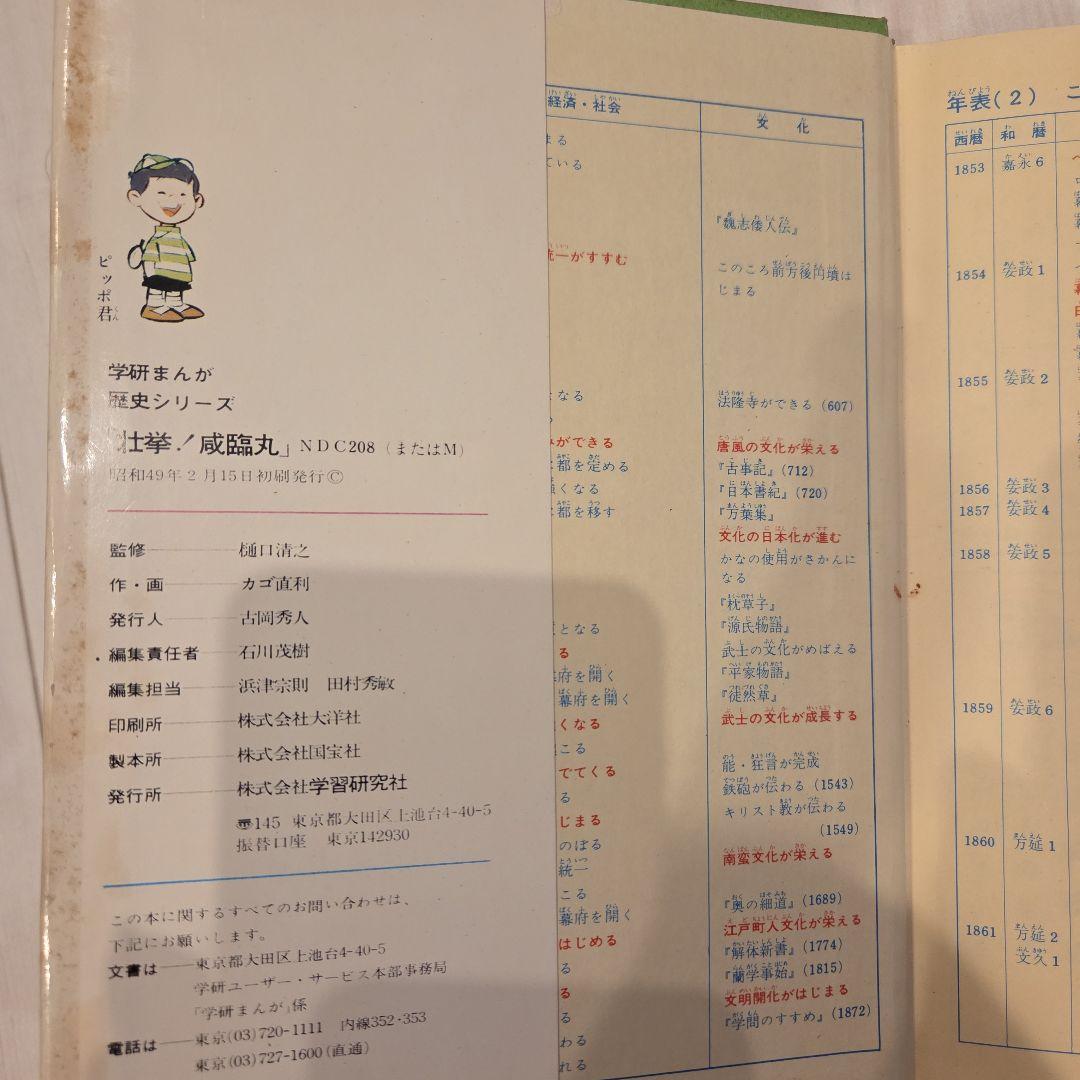 ピッポ君
学研まんが
歴史シリーズ
壮挙！咸臨丸」NDC208（またはM）
昭和49年2月15日初刷発行Ⓒ
監修 樋口清之
作・画 カゴ直利
発行人 古岡秀人
編集責任者 石川茂樹
編集担当 浜津宗則 田村秀敏
印刷所 株式会社大洋社
製本所 株式会社国宝社
発行所 株式会社学習研究社
〠145 東京都大田区上池台4-40-5
振替口座 東京142930
この本に関するすべてのお問い合わせは、
下記にお願いします。
文書は 東京都大田区上池台4-40-5
学研ユーザー・サービス本部事務局
「学研まんが」係
電話は 東京(03)720-1111 内線352・353
東京(03)727-1600(直通)
経済・社会
まる
ている
統一がすすむ
なる
ができる
都を定める
くなる
都を移す
となる
る
府を開く
幕府を開く
くなる
こる
でてくる
る
じまる
のぼる
統一
こる
幕府を開く
はじめる
る
る
る
わる
れる
文化
『魏志倭人伝』
このころ前方後円墳は
じまる
法隆寺ができる（607）
唐風の文化が栄える
『古事記』（712）
『日本書紀』（720）
『万葉集』
文化の日本化が進む
かなの使用がさかんに
なる
『枕草子』
『源氏物語』
武士の文化がめばえる
『平家物語』
『徒然草』
武士の文化が成長する
能・狂言が完成
鉄砲が伝わる（1543）
キリスト教が伝わる
（1549）
南蛮文化が栄える
『奥の細道』（1689）
江戸町人文化が栄える
『解体新書』（1774）
『蘭学事始』（1815）
文明開化がはじまる
『学問のすすめ』（1872）
年表(2)
西暦 和暦
1853 嘉永6
1854 安政1
1855 安政2
1856 安政3
1857 安政4
1858 安政5
1859 安政6
1860 万延1
1861 万延2
文久1